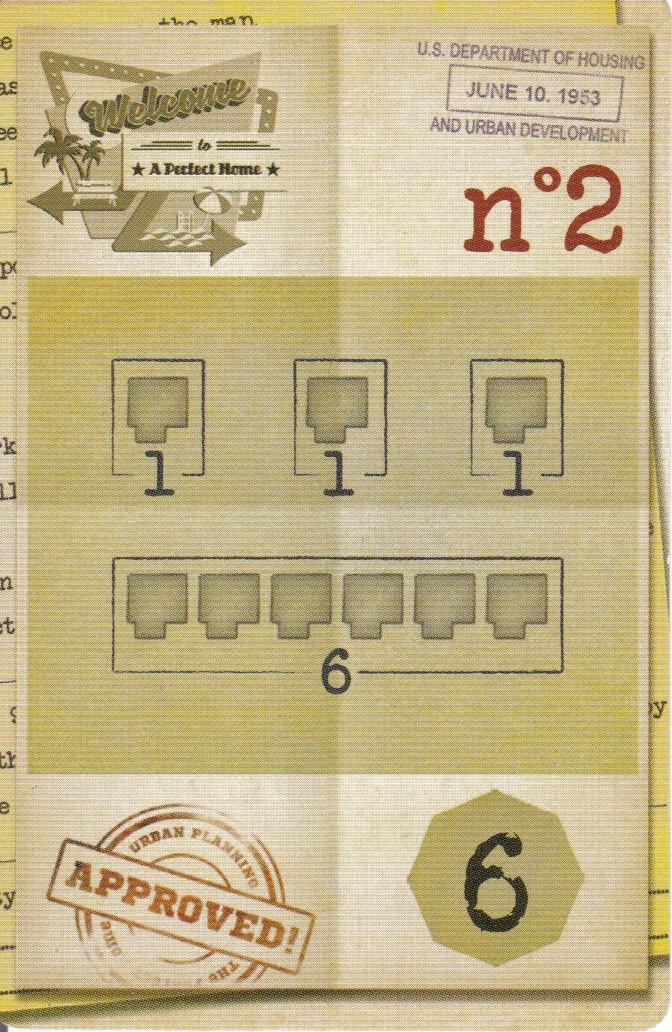 the man
U.S. DEPARTMENT OF HOUSING
JUNE 10. 1953
AND URBAN DEVELOPMENT
Welcome
to
★ A Perfect Home ★
n°2
1 1 1
6
URBAN PLANNING
APPROVED!
THE
6